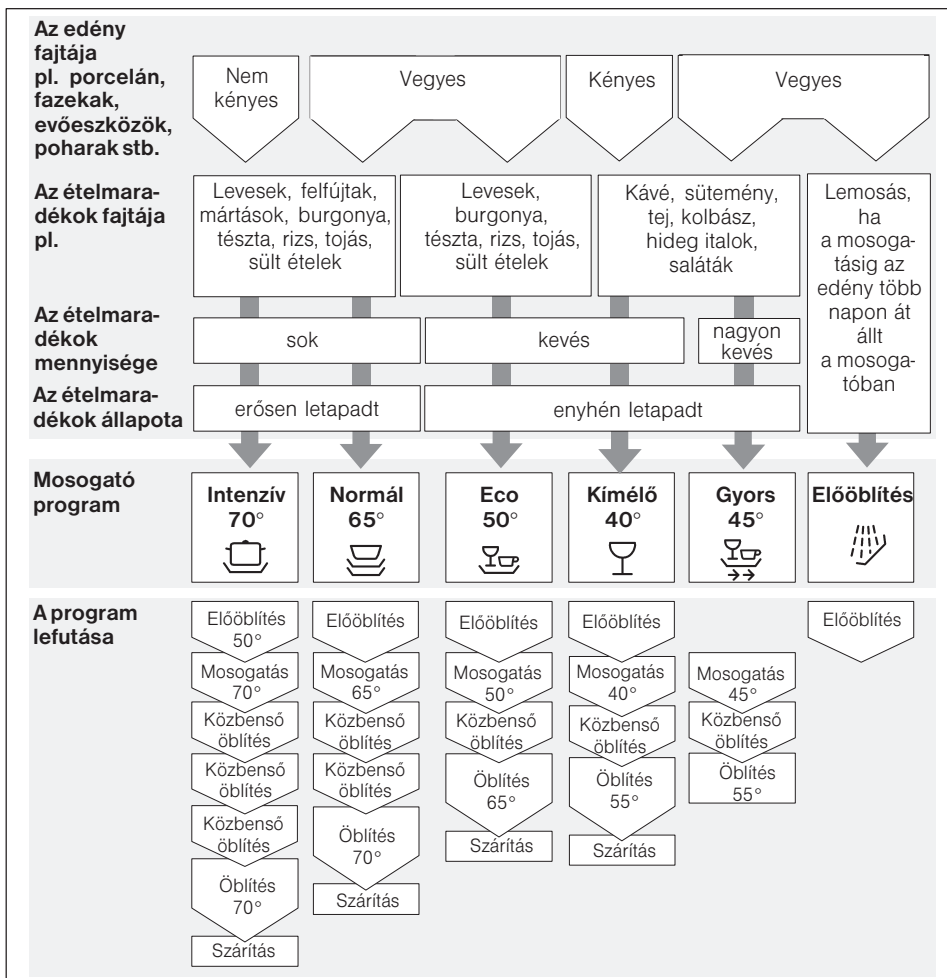 Az edény
fajtája
pl. porcelán,
fazekak,
evőeszközök,
poharak stb.
Nem
kényes
Vegyes
Kényes
Vegyes
Az ételmara-
dékok fajtája
pl.
Levesek, felfújtak,
mártások, burgonya,
tészta, rizs, tojás,
sült ételek
Levesek,
burgonya,
tészta, rizs, tojás,
sült ételek
Kávé, sütemény,
tej, kolbász,
hideg italok,
saláták
Lemosás,
ha
a mosoga-
tásig az
edény több
napon át
állt
a mosoga-
tóban
Az ételmara-
dékok
mennyisége
sok
kevés
nagyon
kevés
Az ételmara-
dékok állapota
erősen letapadt
enyhén letapadt
Mosogató
program
Intenzív
70°
Normál
65°
Eco
50°
Kímélő
40°
Gyors
45°
Előöblítés
A program
lefutása
Előöblítés
50°
Mosogatás
70°
Közbenső
öblítés
Közbenső
öblítés
Közbenső
öblítés
Öblítés
70°
Szárítás
Előöblítés
Mosogatás
65°
Közbenső
öblítés
Közbenső
öblítés
Öblítés
70°
Szárítás
Előöblítés
Mosogatás
50°
Közbenső
öblítés
Öblítés
65°
Szárítás
Előöblítés
Mosogatás
40°
Közbenső
öblítés
Öblítés
55°
Szárítás
Mosogatás
45°
Közbenső
öblítés
Öblítés
55°
Előöblítés